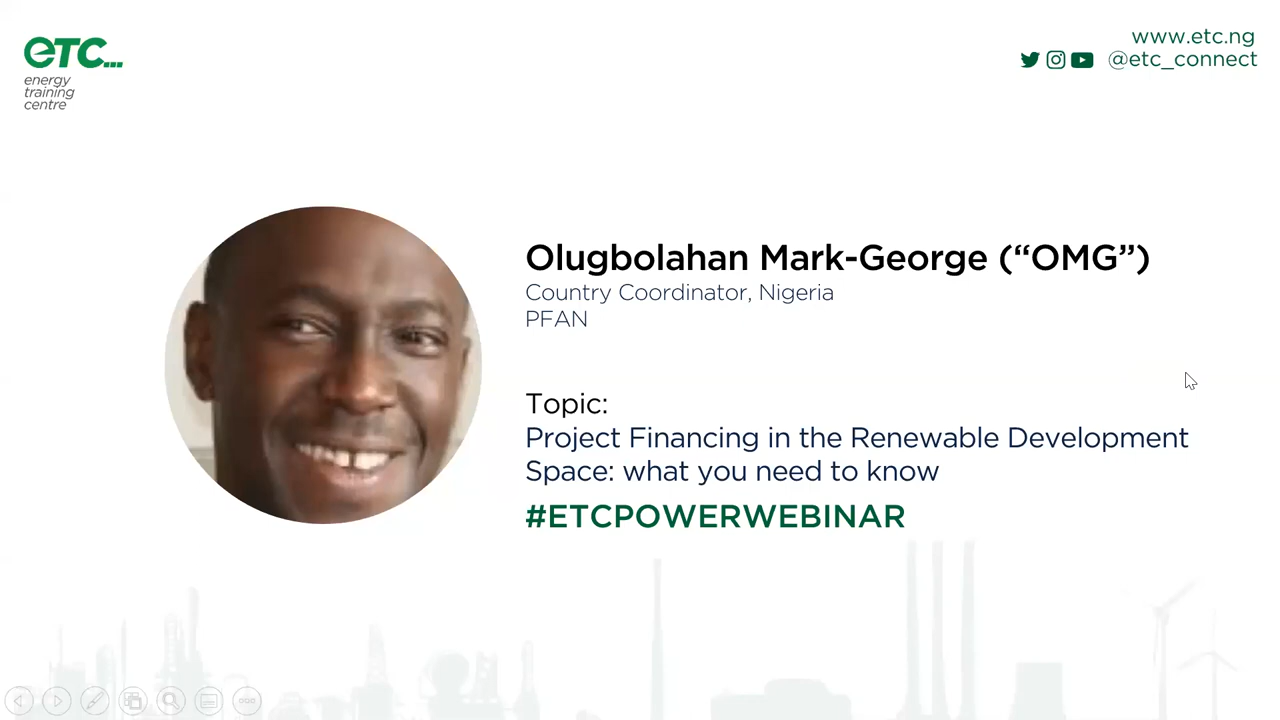 eTC...
energy
training
centre
www.etc.ng
@etc_connect
Olugbolahan Mark-George (“OMG”)
Country Coordinator, Nigeria
PFAN
Topic:
Project Financing in the Renewable Development
Space: what you need to know
#ETCPOWERWEBINAR